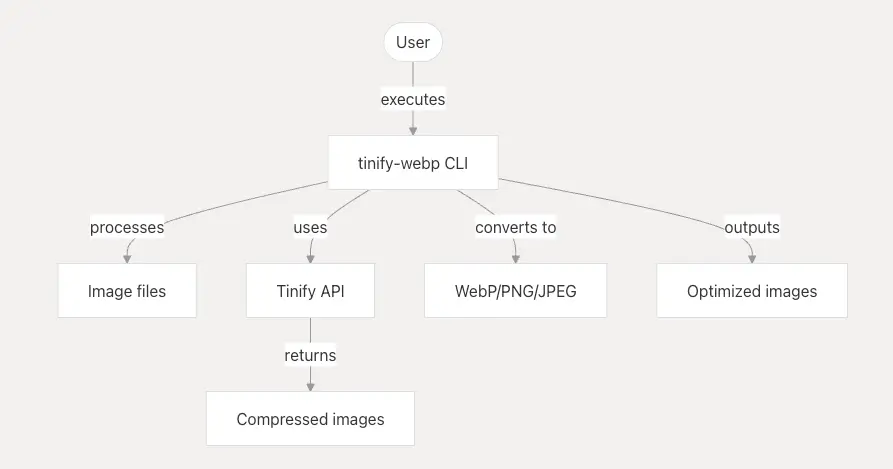 User
executes
tinify-webp CLI
processes
uses
converts to
outputs
Image files
Tinify API
WebP/PNG/JPEG
Optimized images
returns
Compressed images